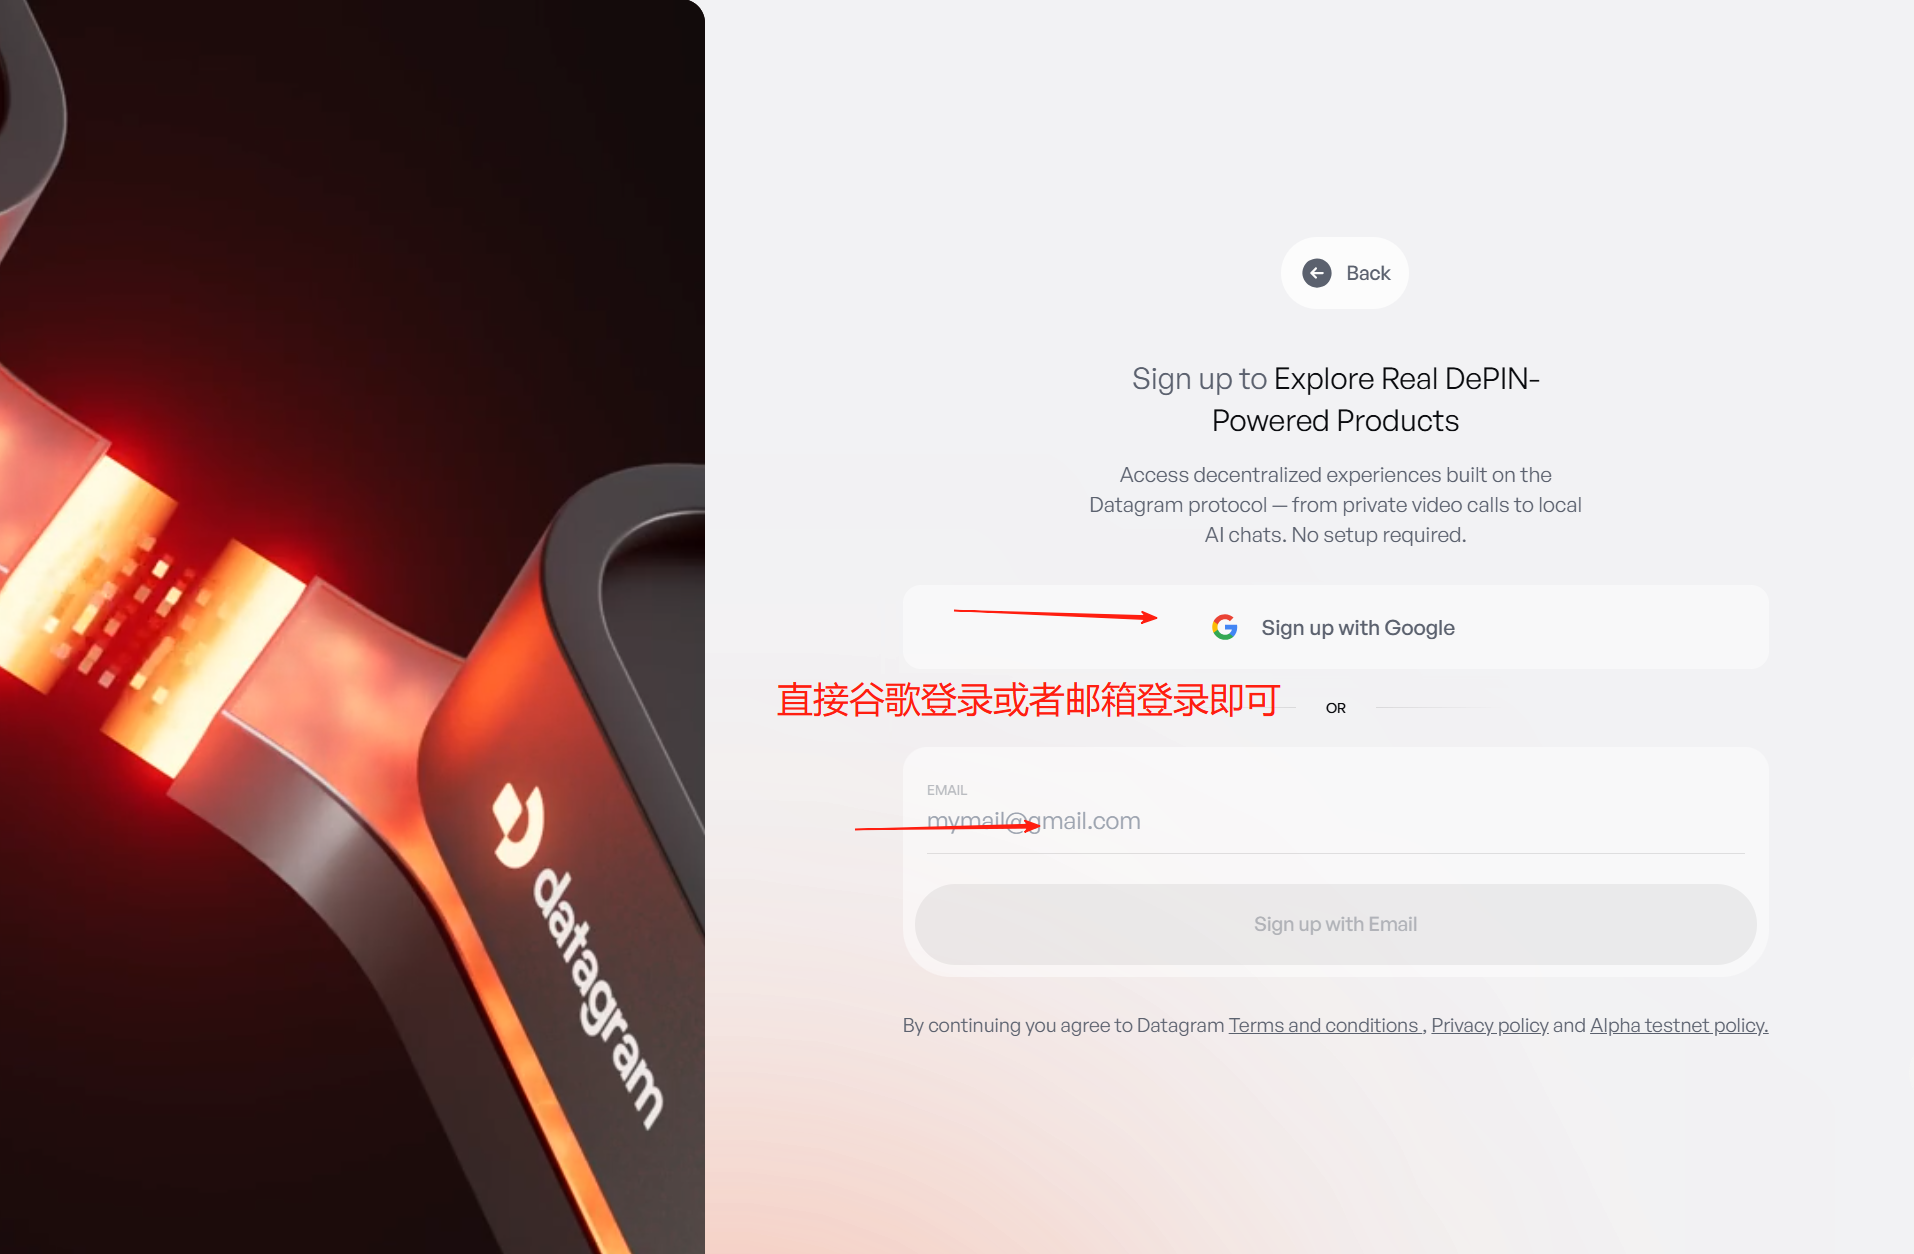 Back
Sign up to Explore Real DePIN-
Powered Products
Access decentralized experiences built on the
Datagram protocol — from private video calls to local
AI chats. No setup required.
Sign up with Google
直接谷歌登录或者邮箱登录即可
OR
EMAIL
mymail@gmail.com
Sign up with Email
By continuing you agree to Datagram Terms and conditions , Privacy policy and Alpha testnet policy.
datagram